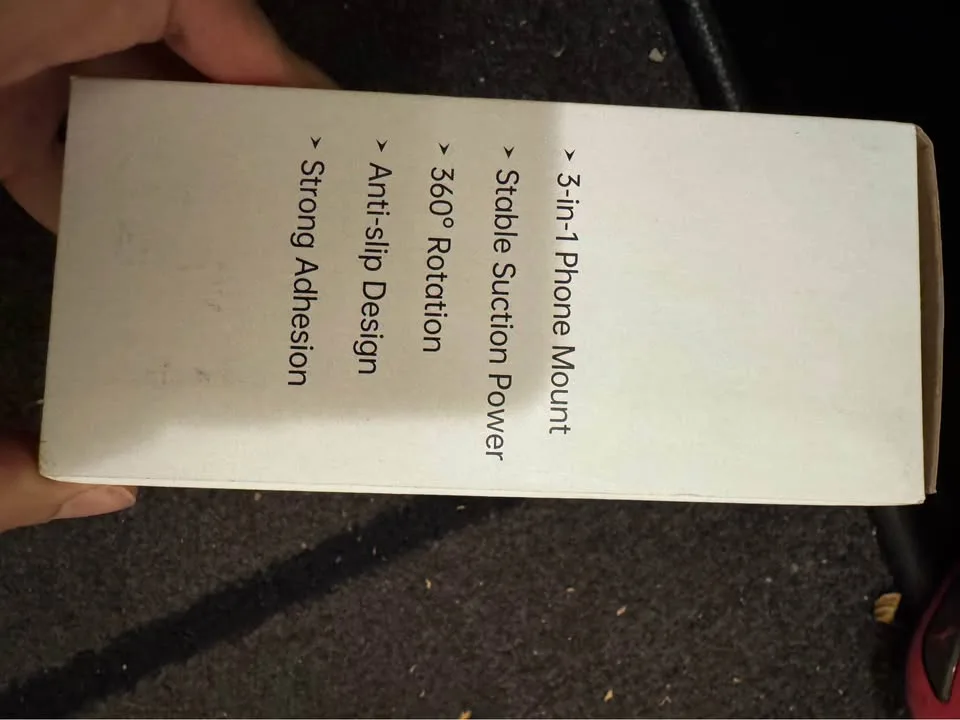 ➤ 3-in-1 Phone Mount
➤ Stable Suction Power
➤ 360° Rotation
➤ Anti-slip Design
➤ Strong Adhesion